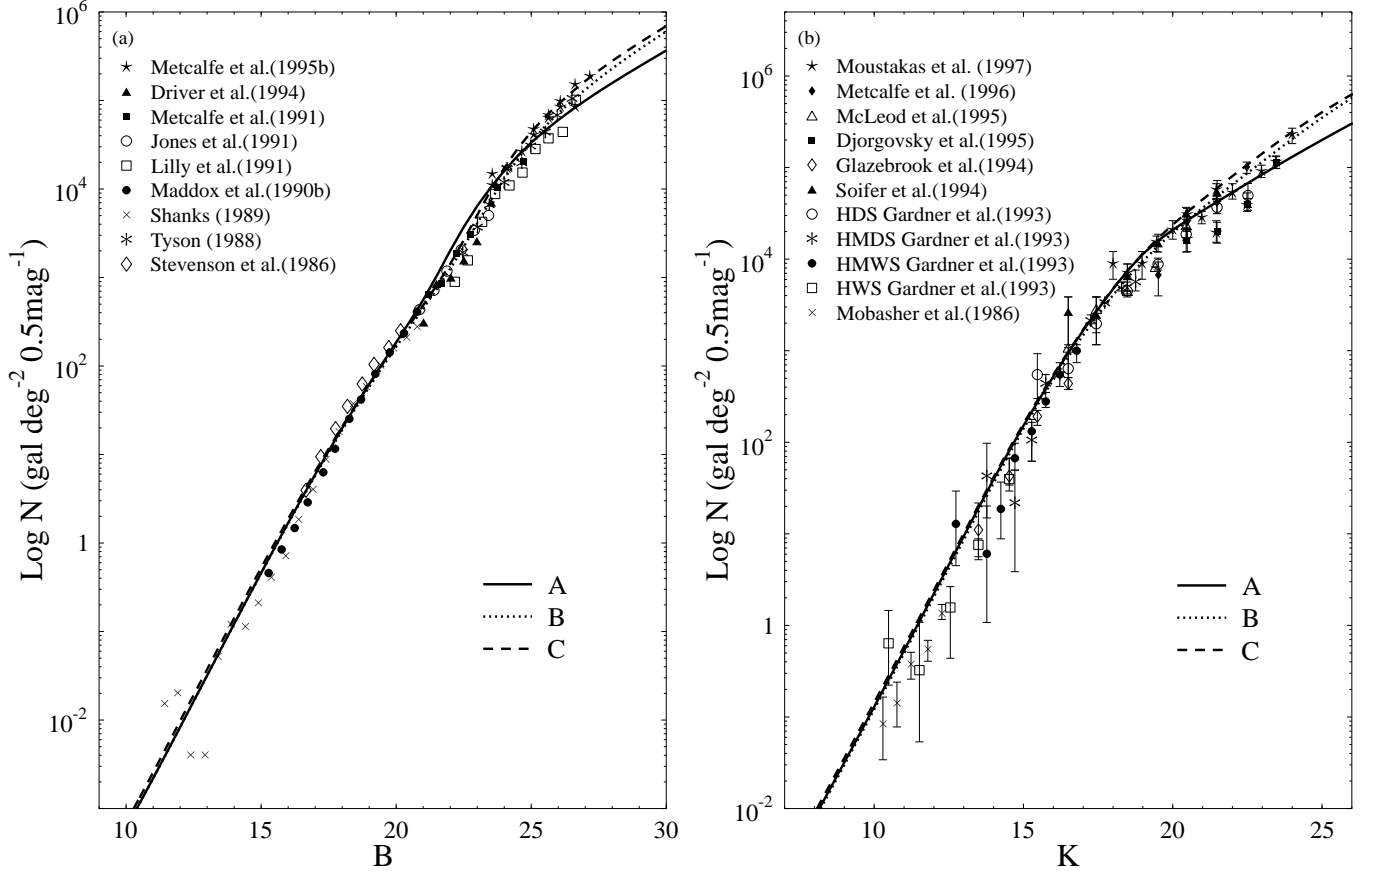 (a)
Metcalfe et al.(1995b)
Driver et al.(1994)
Metcalfe et al.(1991)
Jones et al.(1991)
Lilly et al.(1991)
Maddox et al.(1990b)
Shanks (1989)
Tyson (1988)
Stevenson et al.(1986)
A
B
C
10^6
10^4
10^2
1
10^-2
Log N (gal deg^-2 0.5mag^-1)
10 15 20 25 30
B
(b)
Moustakas et al. (1997)
Metcalfe et al. (1996)
McLeod et al.(1995)
Djorgovsky et al.(1995)
Glazebrook et al.(1994)
Soifer et al.(1994)
HDS Gardner et al.(1993)
HMDS Gardner et al.(1993)
HMWS Gardner et al.(1993)
HWS Gardner et al.(1993)
Mobasher et al.(1986)
A
B
C
10^6
10^4
10^2
1
10^-2
Log N (gal deg^-2 0.5mag^-1)
10 15 20 25
K